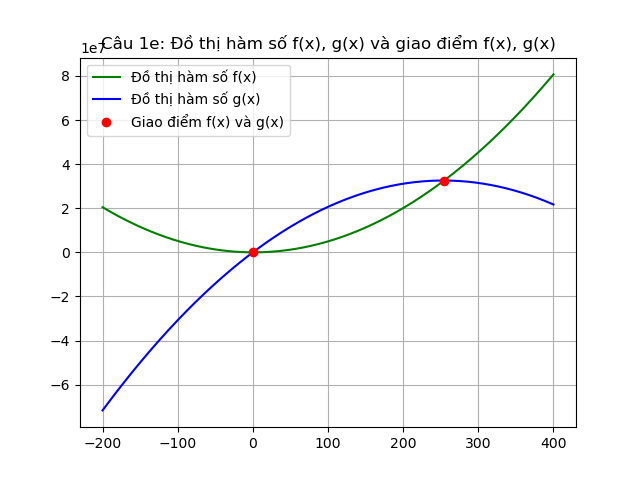 Câu 1e: Đồ thị hàm số f(x), g(x) và giao điểm f(x), g(x)
1e7
Đồ thị hàm số f(x)
Đồ thị hàm số g(x)
Giao điểm f(x) và g(x)
8
6
4
2
0
−2
−4
−6
−200 −100 0 100 200 300 400